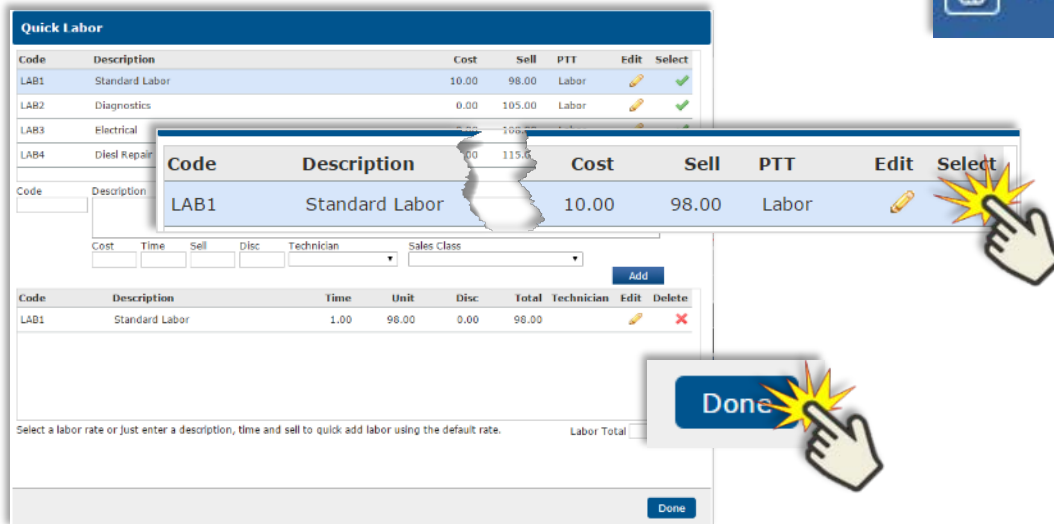 Quick Labor
Code Description Cost Sell PTT Edit Select
LAB1 Standard Labor 10.00 98.00 Labor
LAB2 Diagnostics 0.00 105.00 Labor
LAB3 Electrical
LAB4 Diesl Repair
Code Description Cost Sell PTT Edit Select
LAB1 Standard Labor 10.00 98.00 Labor
Code Description
Cost Time Sell Disc Technician Sales Class
Add
Code Description Time Unit Disc Total Technician Edit Delete
LAB1 Standard Labor 1.00 98.00 0.00 98.00
Done
Select a labor rate or just enter a description, time and sell to quick add labor using the default rate. Labor Total
Done